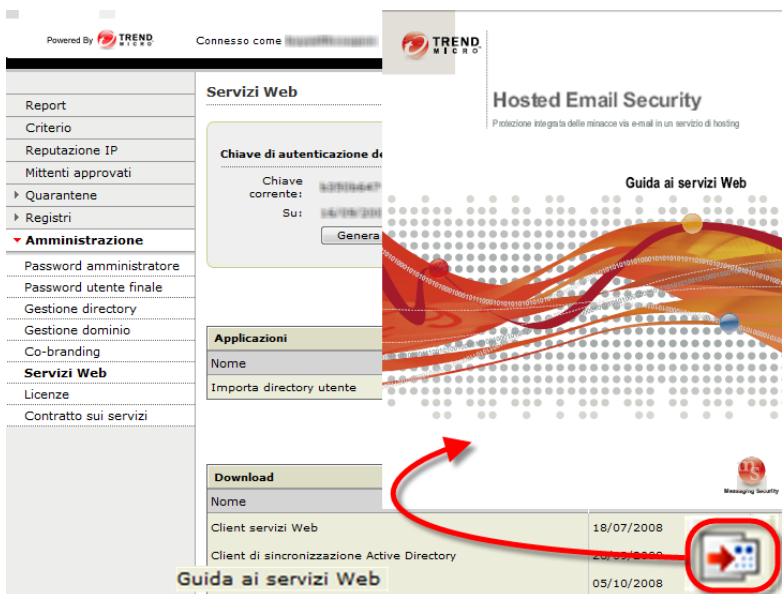 Powered By TREND MICRO
Connesso come
Report
Criterio
Reputazione IP
Mittenti approvati
Quarantene
Registri
Amministrazione
Password amministratore
Password utente finale
Gestione directory
Gestione dominio
Co-branding
Servizi Web
Licenze
Contratto sui servizi
Servizi Web
Chiave di autenticazione de
Chiave corrente:
Su:
Genera
Applicazioni
Nome
Importa directory utente
Download
Nome
Client servizi Web
18/07/2008
Client di sincronizzazione Active Directory
Guida ai servizi Web
05/10/2008
TREND MICRO
Hosted Email Security
Protezione integrata delle minacce via e-mail in un servizio di hosting
Guida ai servizi Web
Messaging Security